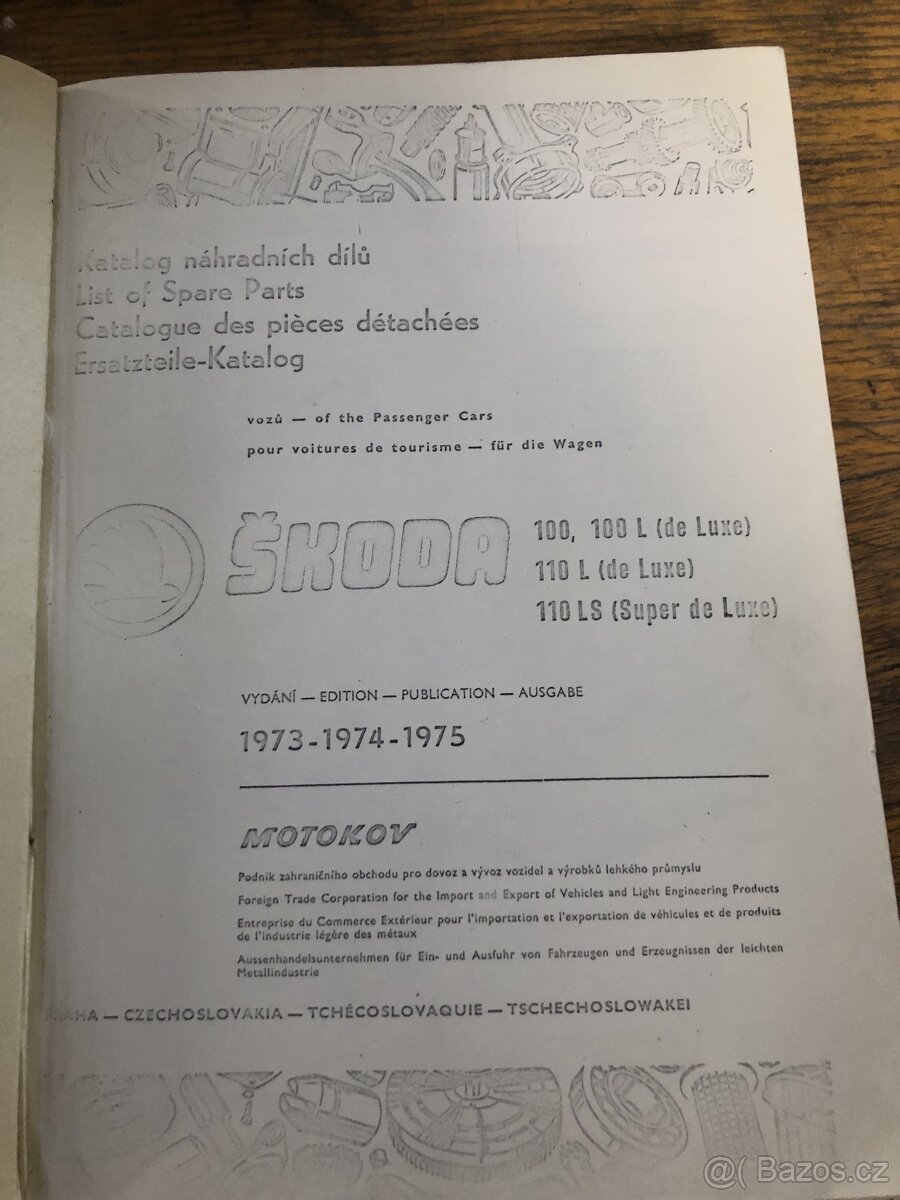 Katalog náhradních dílů
List of Spare Parts
Catalogue des pièces détachées
Ersatzteile-Katalog
vozů — of the Passenger Cars
pour voitures de tourisme — für die Wagen
ŠKODA
100, 100 L (de Luxe)
110 L (de Luxe)
110 LS (Super de Luxe)
VYDÁNÍ — EDITION — PUBLICATION — AUSGABE
1973-1974-1975
MOTOKOV
Podnik zahraničního obchodu pro dovoz a vývoz vozidel a výrobků lehkého průmyslu
Foreign Trade Corporation for the Import and Export of Vehicles and Light Engineering Products
Entreprise du Commerce Extérieur pour l'importation et l'exportation de véhicules et de produits
de l'industrie légère des métaux
Aussenhandelsunternehmen für Ein- und Ausfuhr von Fahrzeugen und Erzeugnissen der leichten
Metallindustrie
PRAHA — CZECHOSLOVAKIA — TCHÉCOSLOVAQUIE — TSCHECHOSLOWAKEI
@( Bazos.cz